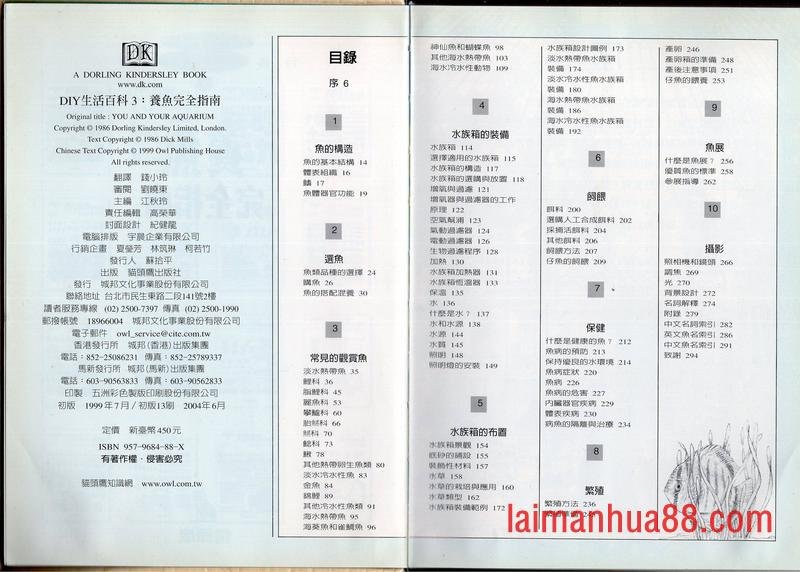 DK
A DORLING KINDERSLEY BOOK
www.dk.com
DIY生活百科 3：養魚完全指南
Original title : YOU AND YOUR AQUARIUM
Copyright © 1986 Dorling Kindersley Limited, London.
Text Copyright © 1986 Dick Mills
Chinese Text Copyright © 1999 Owl Publishing House
All rights reserved.
翻譯 錢小玲
審閱 劉曉東
主編 江秋玲
責任編輯 高榮華
封面設計 紀健龍
電腦排版 宇晨企業有限公司
行銷企畫 夏瑩芳 林筑琳 柯若竹
發行人 蘇拾平
出版 貓頭鷹出版社
發行 城邦文化事業股份有限公司
聯絡地址 台北市民生東路二段141號2樓
讀者服務專線 (02) 2500-7397 傳真 (02) 2500-1990
郵撥帳號 18966004 城邦文化事業股份有限公司
電子郵件 owl_service@cite.com.tw
香港發行所 城邦(香港)出版集團
電話：852-25086231 傳真：852-25789337
馬新發行所 城邦(馬新)出版集團
電話：603-90563833 傳真：603-90562833
印製 五洲彩色製版印刷股份有限公司
初版 1999年7月／初版13刷 2004年6月
定價 新臺幣450元
ISBN 957-9684-88-X
有著作權‧侵害必究
貓頭鷹知識網 www.owl.com.tw
目錄
序 6
1
魚的構造
魚的基本結構 14
體表組織 16
鰭 17
魚體器官功能 19
2
選魚
魚類品種的選擇 24
購魚 26
魚的搭配混養 30
3
常見的觀賞魚
淡水熱帶魚 35
鯉科 36
脂鯉科 45
麗魚科 53
攀鱸科 60
胎鱂科 66
鱂科 70
鯰科 73
鰍 78
其他熱帶卵生魚類 80
淡水冷水性魚 83
金魚 84
錦鯉 89
其他冷水性魚類 91
海水熱帶魚 95
海葵魚和雀鯛魚 96
神仙魚和蝴蝶魚 98
其他海水熱帶魚 103
海水冷水性動物 109
4
水族箱的裝備
水族箱 114
選擇適用的水族箱 115
水族箱的構造 117
水族箱的選購與放置 118
增氧與過濾 121
增氧器與過濾器的工作
原理 122
空氣幫浦 123
氣動過濾器 124
電動過濾器 126
生物過濾程序 128
加熱 130
水族箱加熱器 131
水族箱恆溫器 133
保溫 135
水 136
什麼是水？ 137
水和水源 138
水源 144
水質 145
照明 148
照明燈的安裝 149
5
水族箱的布置
水族箱景觀 154
底砂的鋪設 155
裝飾性材料 157
水草 158
水草的栽培與應用 160
水草類型 162
水族箱裝備範例 172
水族箱設計圖例 173
淡水熱帶魚水族箱
裝備 174
淡水冷水性魚水族箱
裝備 180
海水熱帶魚水族箱
裝備 186
海水冷水性魚水族箱
裝備 192
6
飼餵
餌料 200
選購人工合成餌料 202
採捕活餌料 204
其他餌料 206
飼餵方法 207
仔魚的飼餵 209
7
保健
什麼是健康的魚？ 212
魚病的預防 213
保持優良的水環境 214
魚病症狀 220
魚病 226
魚病的危害 227
內臟器官疾病 229
體表疾病 230
病魚的隔離與治療 234
8
繁殖
繁殖方法 236
產卵 246
產卵箱的準備 248
產後注意事項 251
仔魚的餵養 253
9
魚展
什麼是魚展？ 256
優質魚的標準 258
參展指導 262
10
攝影
照相機和鏡頭 266
調焦 269
光 270
背景設計 272
名詞解釋 274
附錄 279
中文名詞索引 282
英文魚名索引 286
中文魚名索引 291
致謝 294
laimanhua88.com